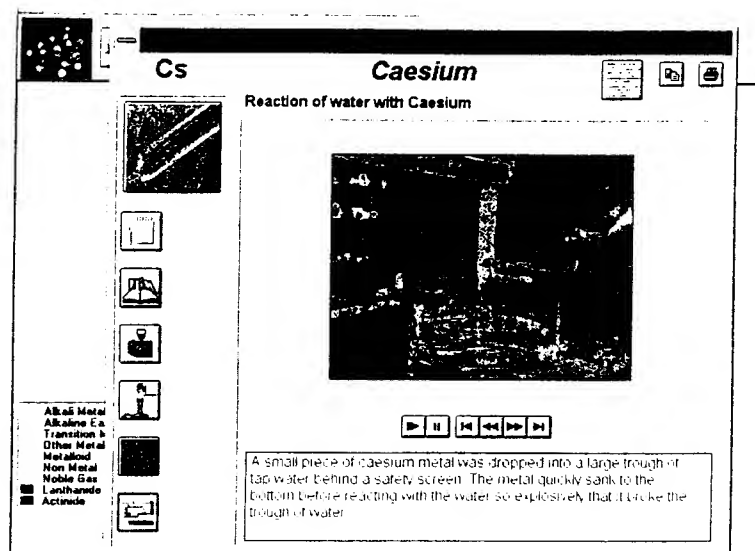 Cs
Caesium
Reaction of water with Caesium
Alkali Metal
Alkaline Ea
Transition M
Other Metal
Metalloid
Non Metal
Noble Gas
Lanthanide
Actinide
A small piece of caesium metal was dropped into a large trough of
tap water behind a safety screen. The metal quickly sank to the
bottom before reacting with the water so explosively that it broke the
trough of water.